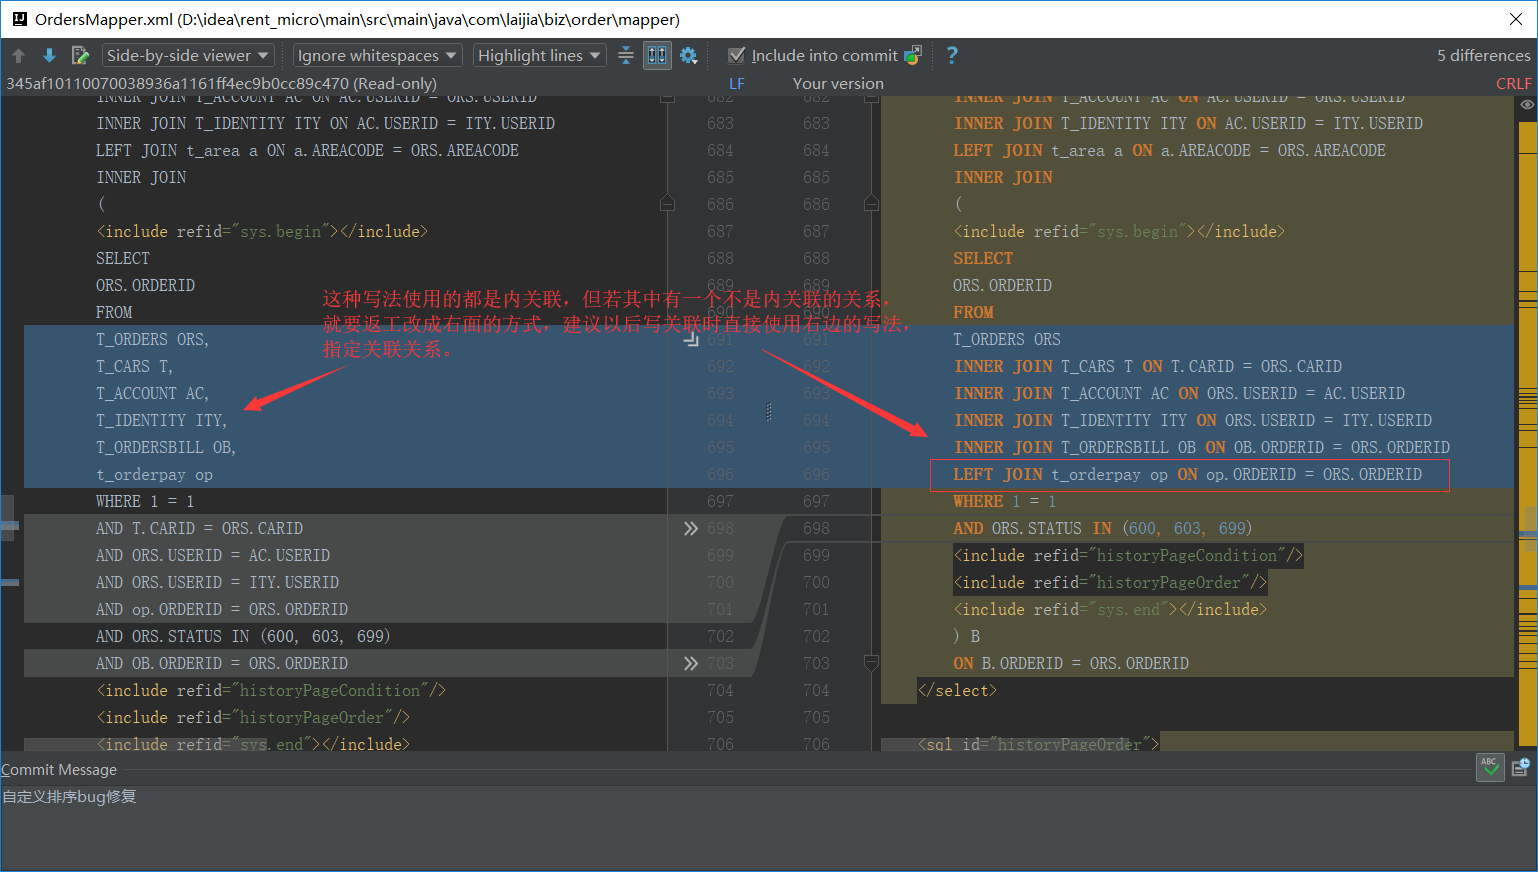 OrdersMapper.xml (D:\idea\rent_micro\main\src\main\java\com\laijia\biz\order\mapper)
Side-by-side viewer
Ignore whitespaces
Highlight lines
Include into commit
?
5 differences
345af10110070038936a1161ff4ec9b0cc89c470 (Read-only)
LF
Your version
CRLF
INNER JOIN T_ACCOUNT AC ON AC.USERID = ORS.USERID
682
682
INNER JOIN T_ACCOUNT AC ON AC.USERID = ORS.USERID
INNER JOIN T_IDENTITY ITY ON AC.USERID = ITY.USERID
683
683
INNER JOIN T_IDENTITY ITY ON AC.USERID = ITY.USERID
LEFT JOIN t_area a ON a.AREACODE = ORS.AREACODE
684
684
LEFT JOIN t_area a ON a.AREACODE = ORS.AREACODE
INNER JOIN
685
685
INNER JOIN
(
686
686
(
<include refid="sys.begin"></include>
687
687
<include refid="sys.begin"></include>
SELECT
688
688
SELECT
ORS.ORDERID
689
689
ORS.ORDERID
这种写法使用的都是内关联，但若其中有一个不是内关联的关系，
就要返工改成右面的方式，建议以后写关联时直接使用右边的写法，
指定关联关系。
FROM
690
690
FROM
T_ORDERS ORS,
691
691
T_ORDERS ORS
T_CARS T,
692
692
INNER JOIN T_CARS T ON T.CARID = ORS.CARID
T_ACCOUNT AC,
693
693
INNER JOIN T_ACCOUNT AC ON ORS.USERID = AC.USERID
T_IDENTITY ITY,
694
694
INNER JOIN T_IDENTITY ITY ON ORS.USERID = ITY.USERID
T_ORDERSBILL OB,
695
695
INNER JOIN T_ORDERSBILL OB ON OB.ORDERID = ORS.ORDERID
t_orderpay op
696
696
LEFT JOIN t_orderpay op ON op.ORDERID = ORS.ORDERID
WHERE 1 = 1
697
697
WHERE 1 = 1
AND T.CARID = ORS.CARID
698
698
AND ORS.STATUS IN (600, 603, 699)
AND ORS.USERID = AC.USERID
699
699
<include refid="historyPageCondition"/>
AND ORS.USERID = ITY.USERID
700
700
<include refid="historyPageOrder"/>
AND op.ORDERID = ORS.ORDERID
701
701
<include refid="sys.end"></include>
AND ORS.STATUS IN (600, 603, 699)
702
702
) B
AND OB.ORDERID = ORS.ORDERID
703
703
ON B.ORDERID = ORS.ORDERID
<include refid="historyPageCondition"/>
704
704
</select>
<include refid="historyPageOrder"/>
705
705
<include refid="sys.end"></include>
706
706
<sql id="historyPageOrder">
Commit Message
ABC
自定义排序bug修复